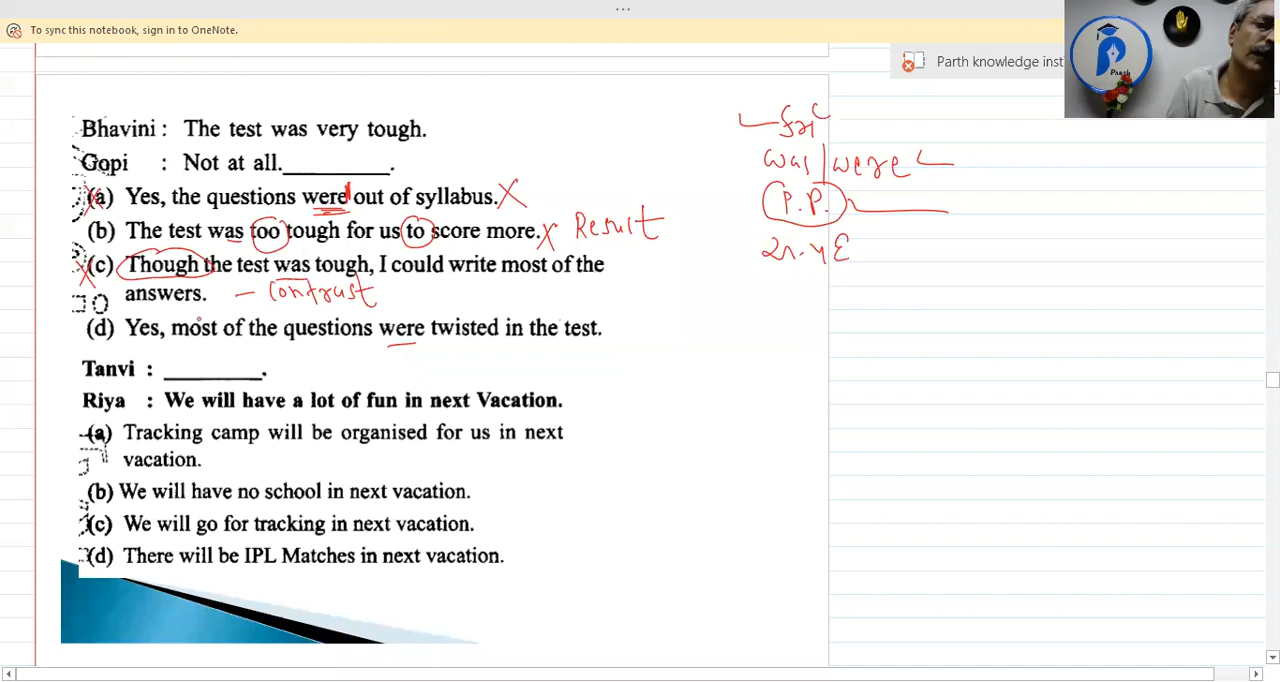 To sync this notebook, sign in to OneNote.
Parth knowledge inst
Bhavini : The test was very tough.
Gopi : Not at all.________.
(a) Yes, the questions were out of syllabus. X
(b) The test was too tough for us to score more. X Result
(c) Though the test was tough, I could write most of the
answers. - Contrast
(d) Yes, most of the questions were twisted in the test.
Tanvi : ________.
Riya : We will have a lot of fun in next Vacation.
(a) Tracking camp will be organised for us in next
vacation.
(b) We will have no school in next vacation.
(c) We will go for tracking in next vacation.
(d) There will be IPL Matches in next vacation.
was | were
P. P.